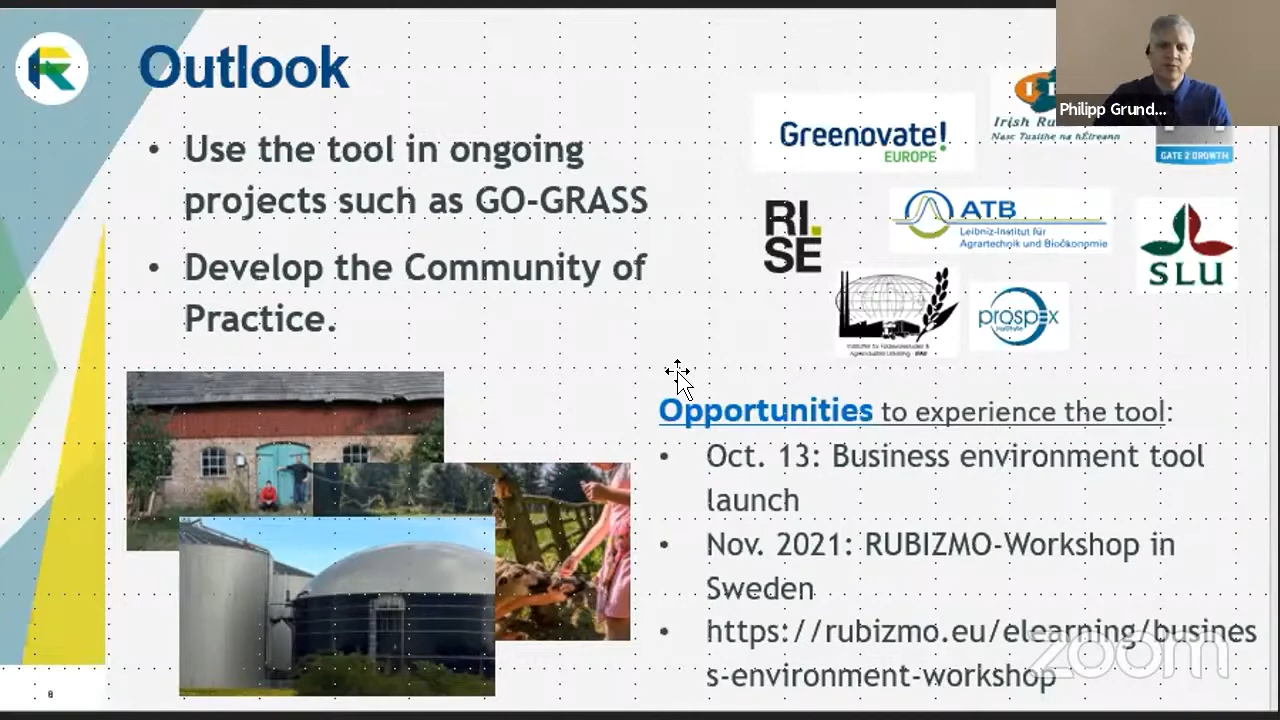 Outlook
• Use the tool in ongoing
projects such as GO-GRASS
• Develop the Community of
Practice.
Philipp Grund...
Irish Ru
Nasc Tuaithe na hÉireann
Greenovate!
EUROPE
GATE 2 GROWTH
RI.
SE
ATB
Leibniz-Institut für
Agrartechnik und Bioökonomie
SLU
prospex
institute
Opportunities to experience the tool:
• Oct. 13: Business environment tool
launch
• Nov. 2021: RUBIZMO-Workshop in
Sweden
• https://rubizmo.eu/elearning/busines
s-environment-workshop
zoom
8